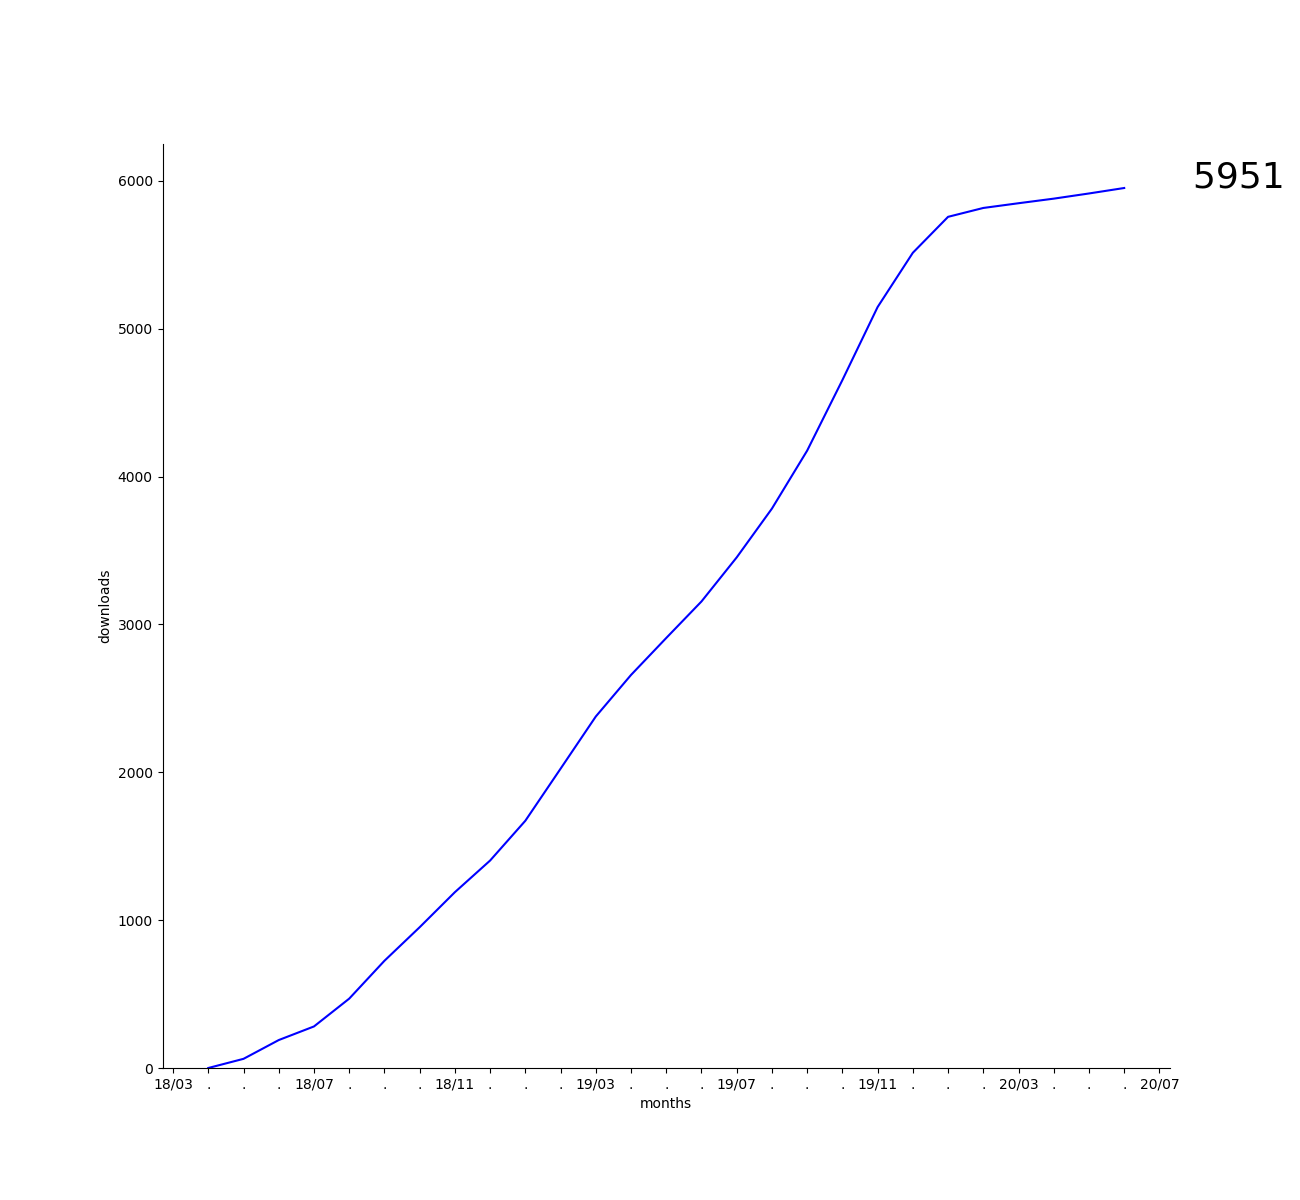 5951
6000
5000
4000
3000
2000
1000
0
downloads
18/03 . . . 18/07 . . . 18/11 . . . 19/03 . . . 19/07 . . . 19/11 . . . 20/03 . . . 20/07
months